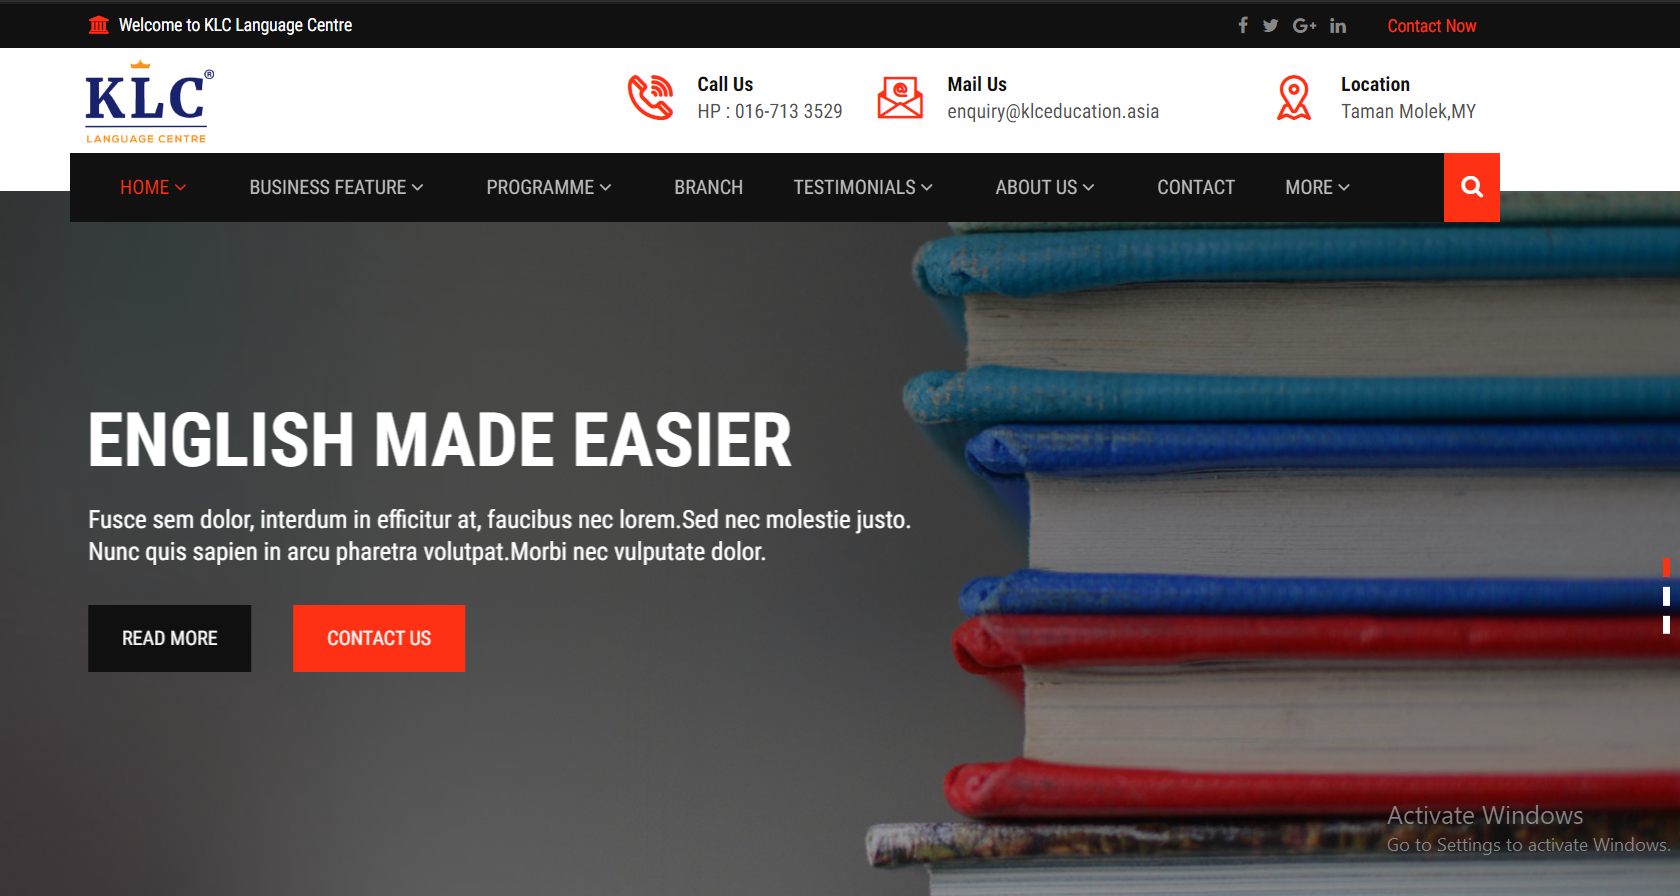 Welcome to KLC Language Centre
Contact Now
KLC®
LANGUAGE CENTRE
Call Us
HP : 016-713 3529
Mail Us
enquiry@klceducation.asia
Location
Taman Molek,MY
HOME BUSINESS FEATURE PROGRAMME BRANCH TESTIMONIALS ABOUT US CONTACT MORE
ENGLISH MADE EASIER
Fusce sem dolor, interdum in efficitur at, faucibus nec lorem.Sed nec molestie justo.
Nunc quis sapien in arcu pharetra volutpat.Morbi nec vulputate dolor.
READ MORE
CONTACT US
Activate Windows
Go to Settings to activate Windows.